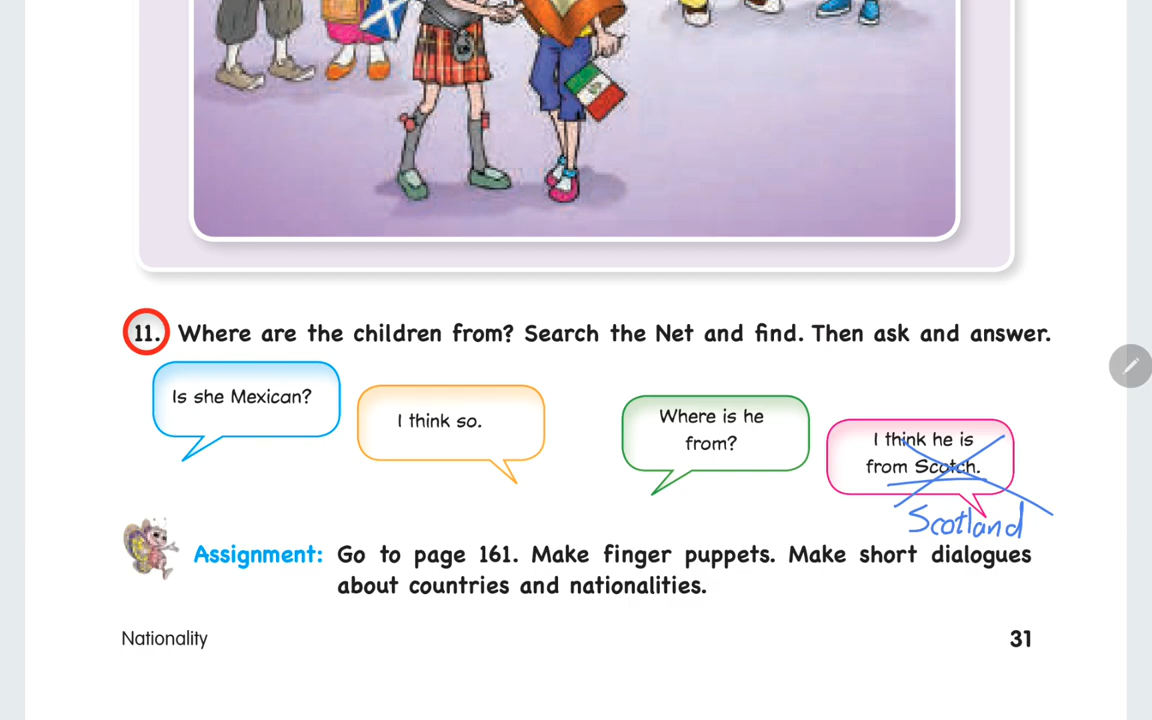 11. Where are the children from? Search the Net and find. Then ask and answer.
Is she Mexican?
I think so.
Where is he
from?
I think he is
from Scotch.
Scotland
Assignment: Go to page 161. Make finger puppets. Make short dialogues
about countries and nationalities.
Nationality
31